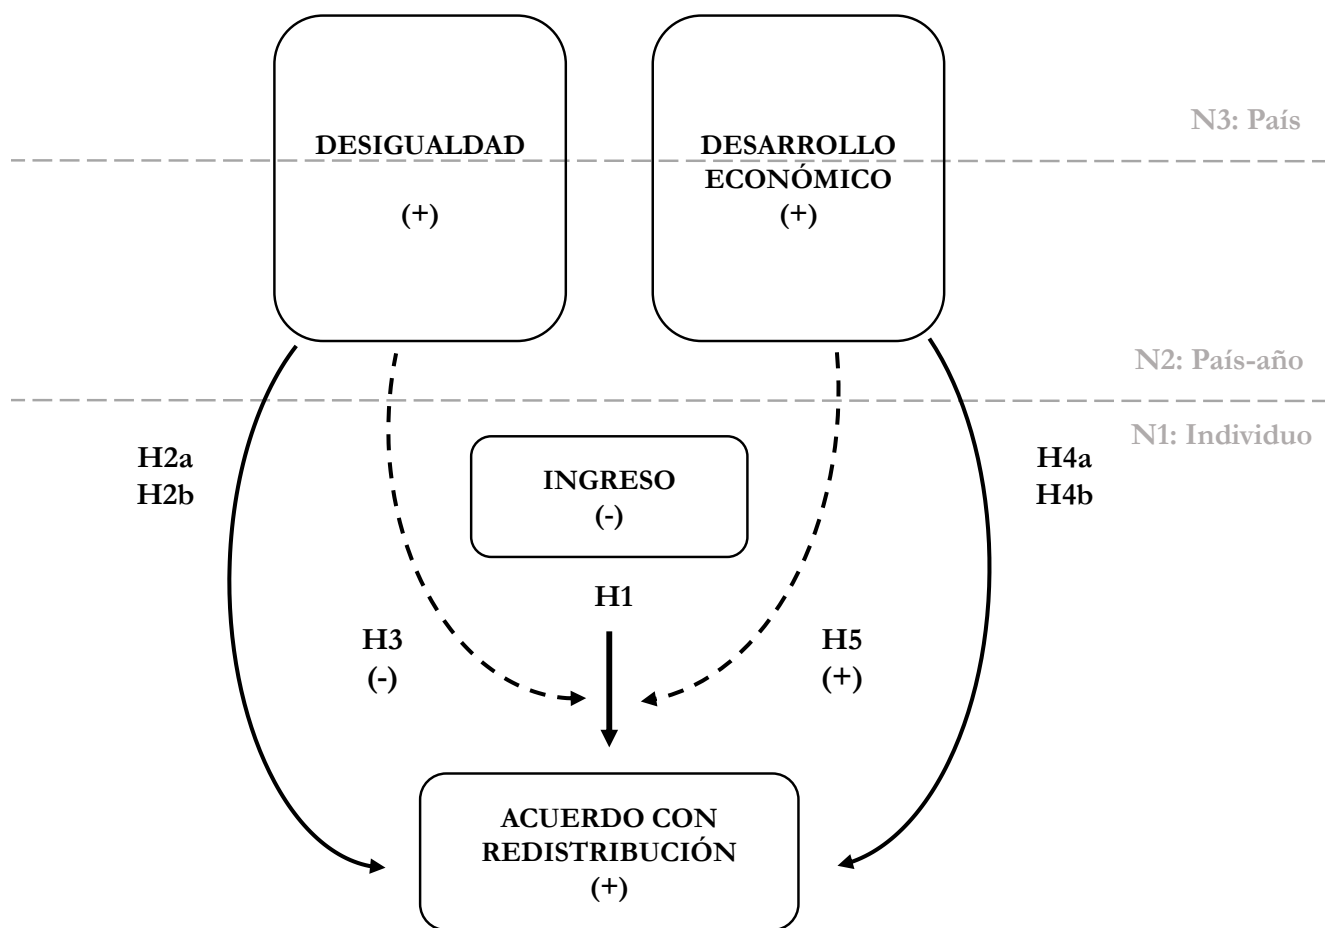 N3: País
DESIGUALDAD
(+)
DESARROLLO
ECONÓMICO
(+)
N2: País-año
N1: Individuo
H2a
H2b
INGRESO
(-)
H4a
H4b
H1
H3
(-)
H5
(+)
ACUERDO CON
REDISTRIBUCIÓN
(+)